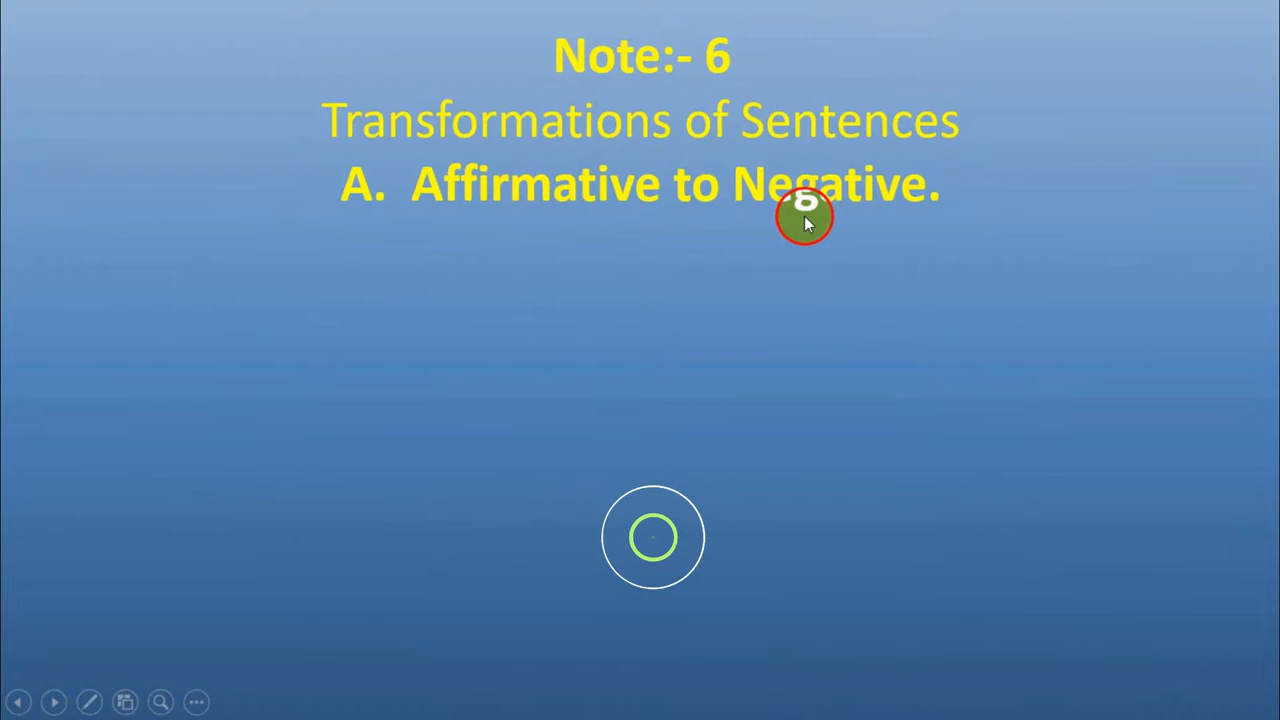 Note:- 6
Transformations of Sentences
A. Affirmative to Negative.